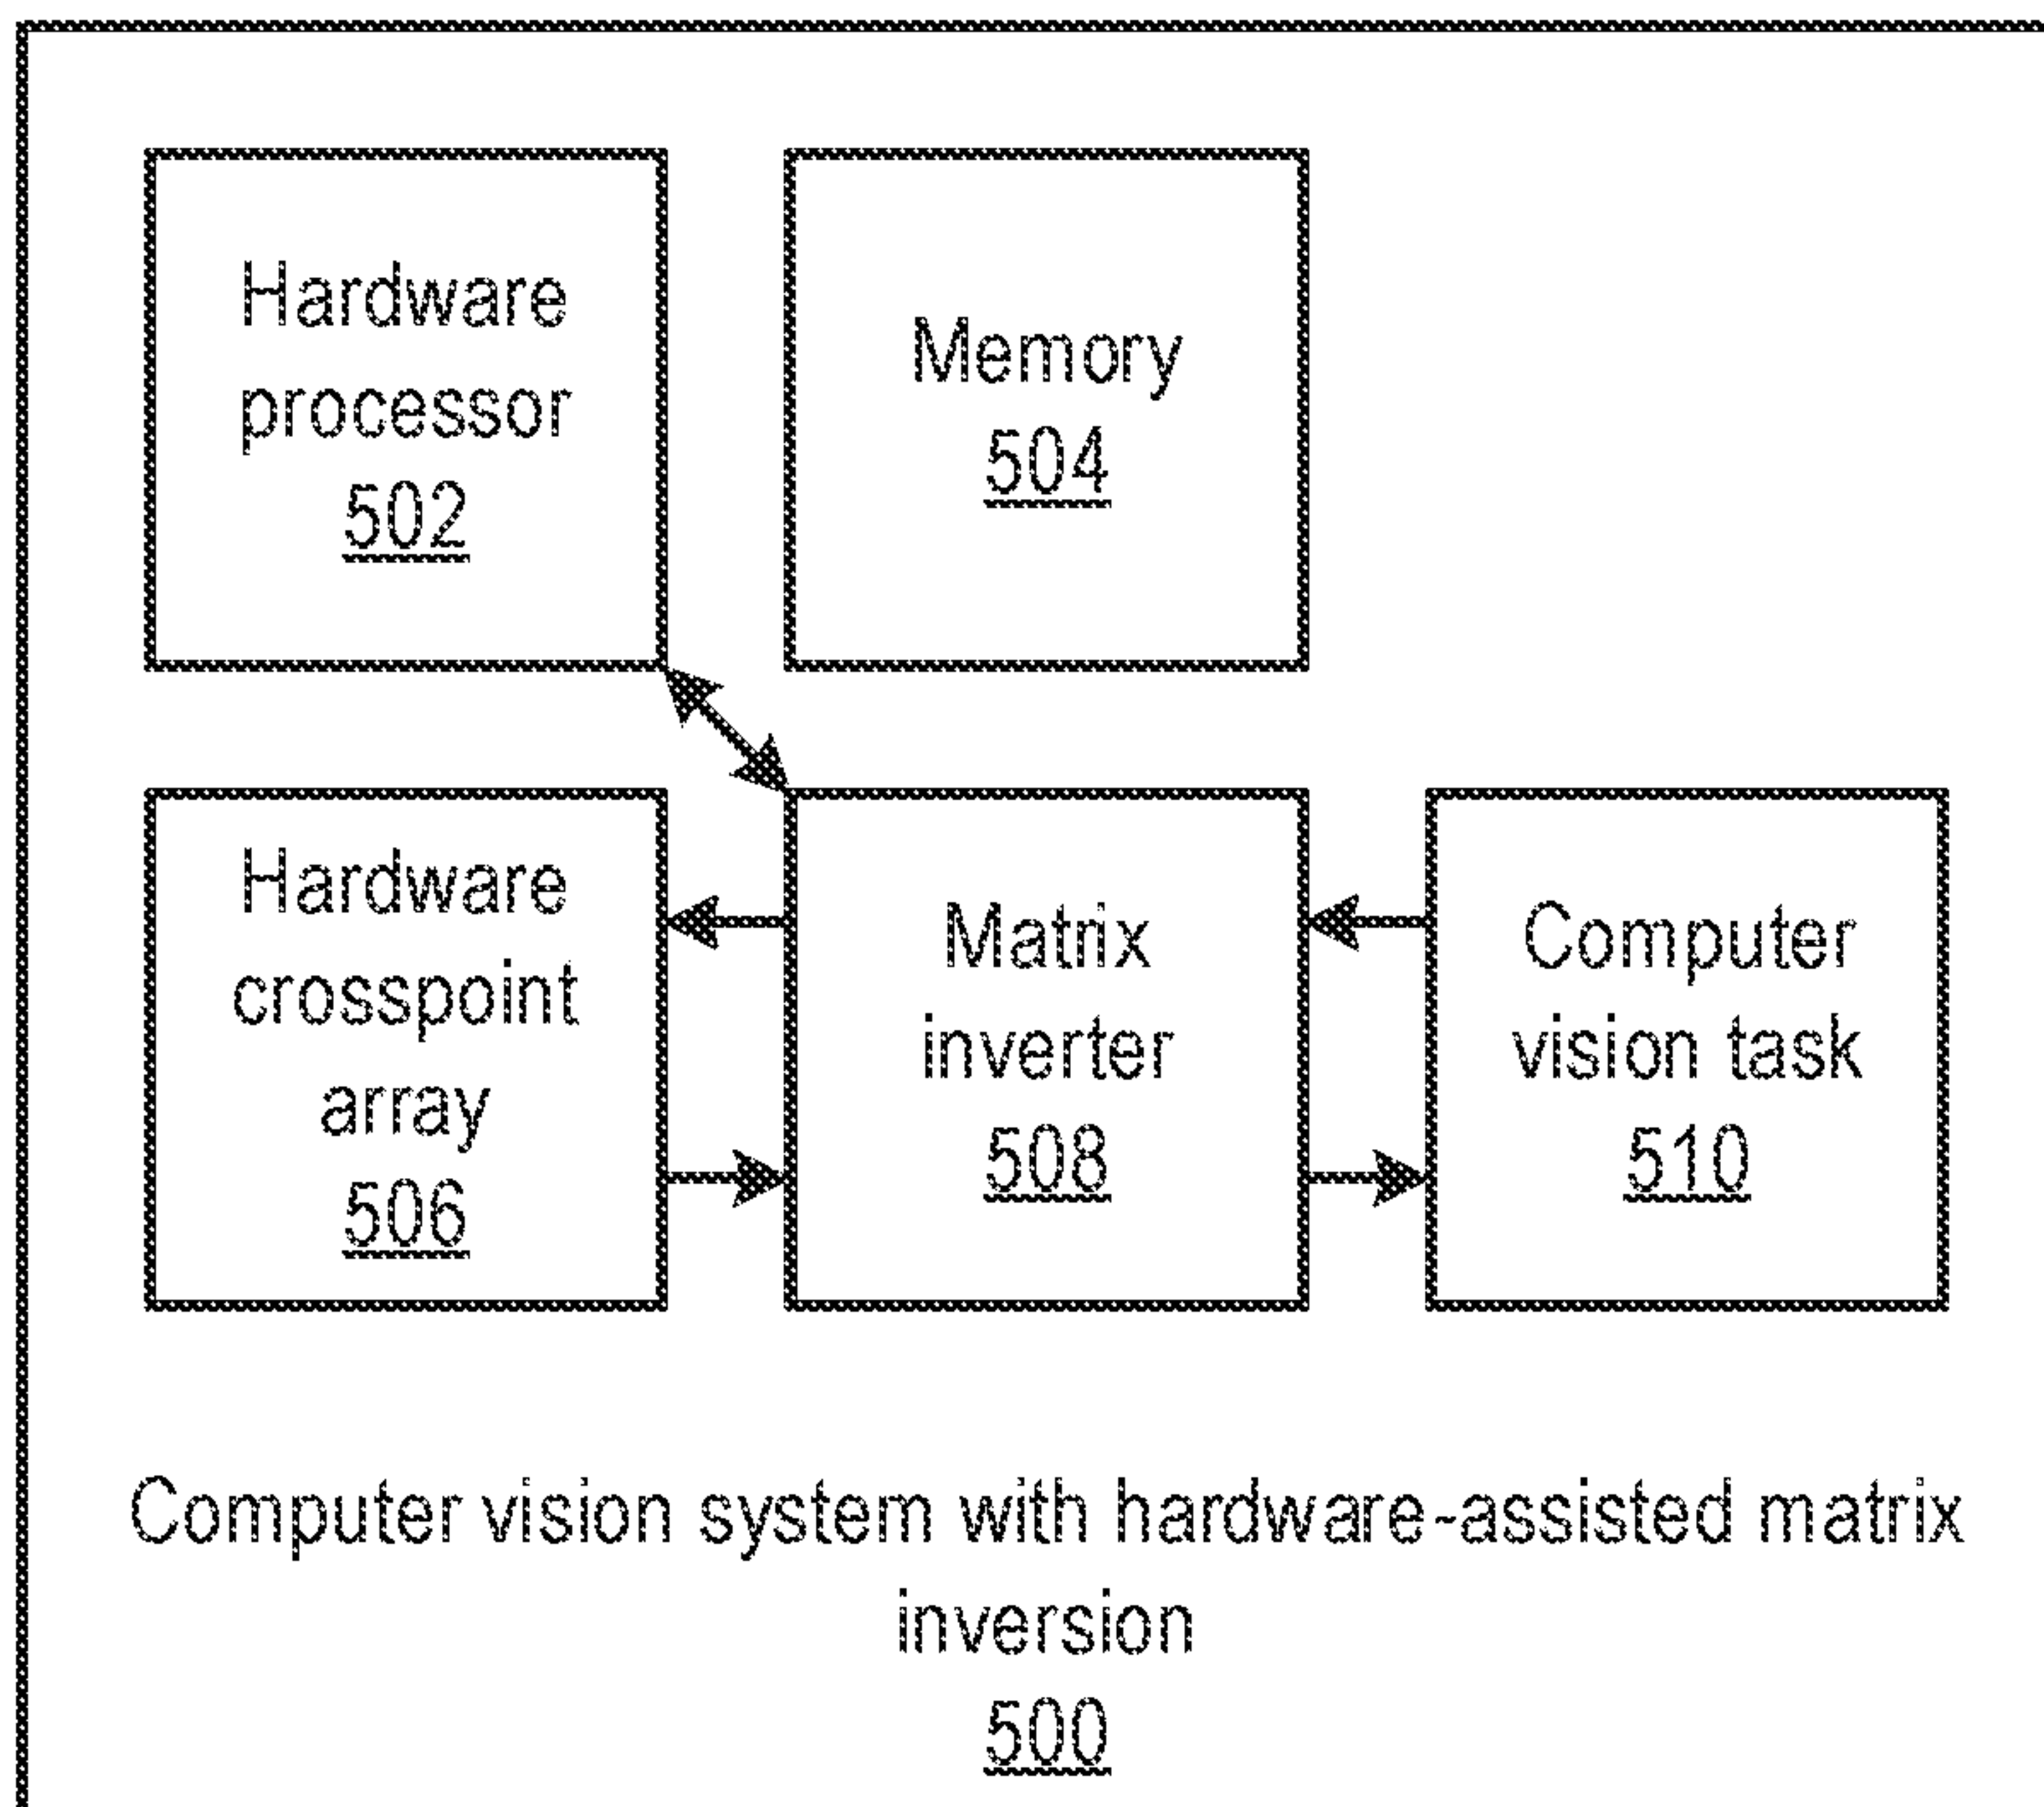 Hardware
processor
502
Memory
504
Hardware
crosspoint
array
506
Matrix
inverter
508
Computer
vision task
510
Computer vision system with hardware-assisted matrix
inversion
500